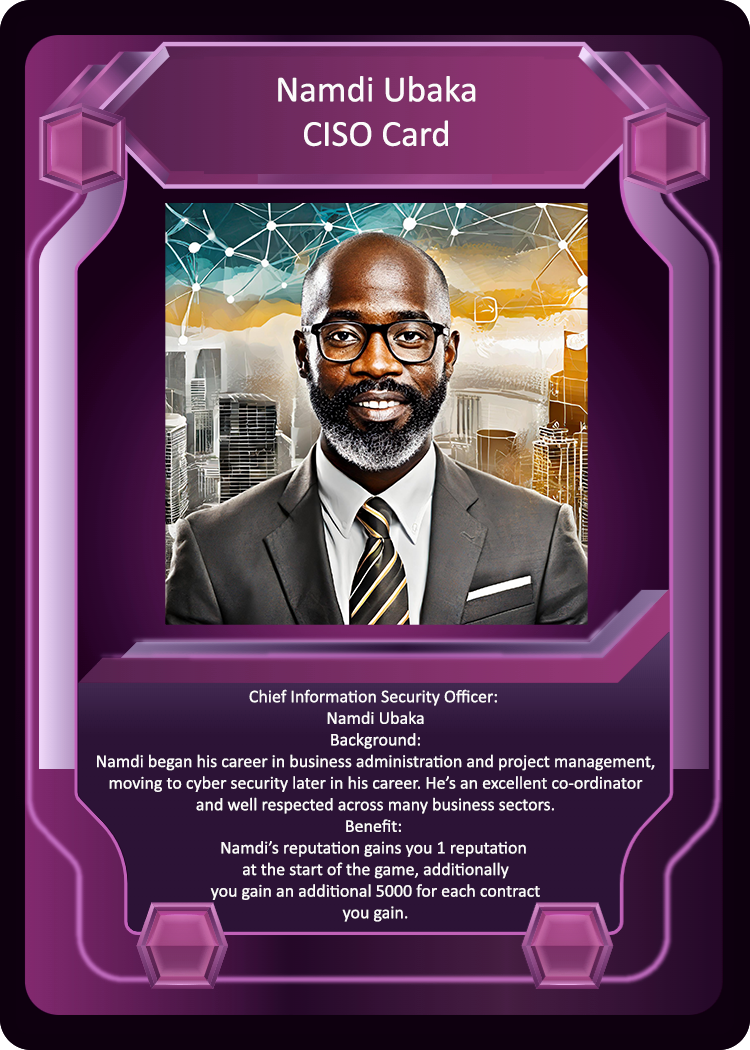 Namdi Ubaka
CISO Card
Chief Information Security Officer:
Namdi Ubaka
Background:
Namdi began his career in business administration and project management,
moving to cyber security later in his career. He’s an excellent co-ordinator
and well respected across many business sectors.
Benefit:
Namdi’s reputation gains you 1 reputation
at the start of the game, additionally
you gain an additional 5000 for each contract
you gain.